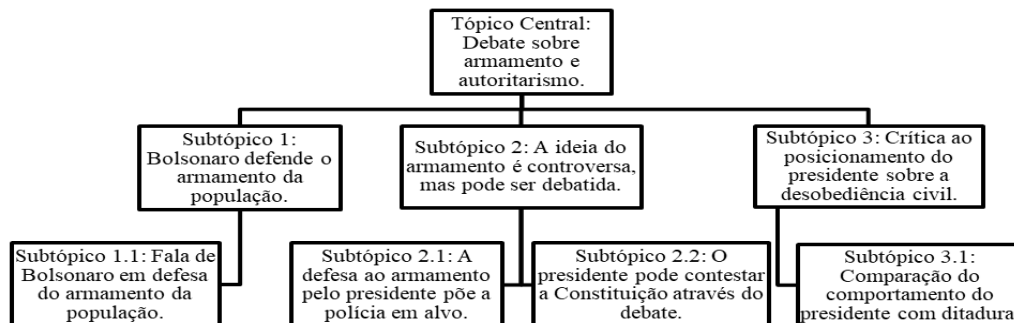 Tópico Central:
Debate sobre
armamento e
autoritarismo.
Subtópico 1:
Bolsonaro defende o
armamento da
população.
Subtópico 2: A ideia do
armamento é controversa,
mas pode ser debatida.
Subtópico 3: Crítica ao
posicionamento do
presidente sobre a
desobediência civil.
Subtópico 1.1: Fala de
Bolsonaro em defesa
do armamento da
população.
Subtópico 2.1: A
defesa ao armamento
pelo presidente põe a
polícia em alvo.
Subtópico 2.2: O
presidente pode contestar
a Constituição através do
debate.
Subtópico 3.1:
Comparação do
comportamento do
presidente com ditadura